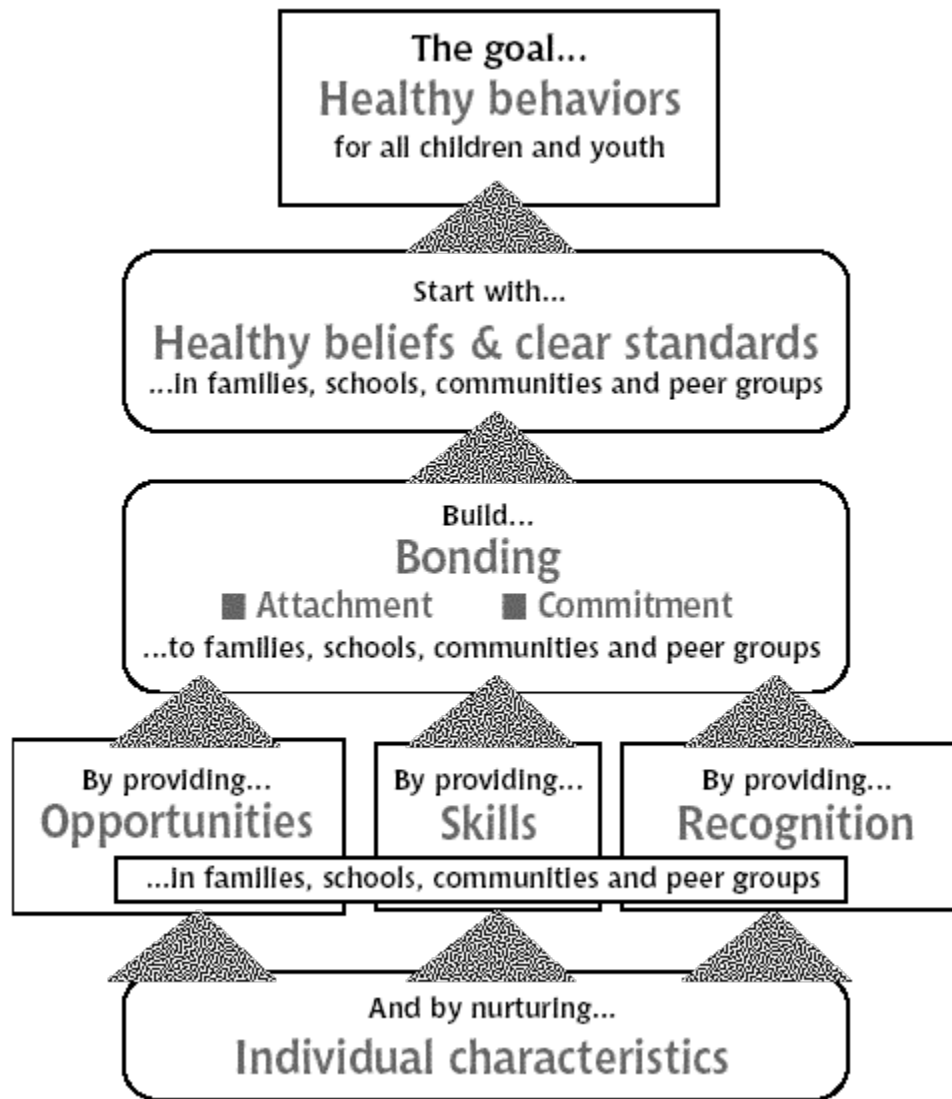 The goal...
Healthy behaviors
for all children and youth
Start with...
Healthy beliefs & clear standards
...in families, schools, communities and peer groups
Build...
Bonding
Attachment Commitment
...to families, schools, communities and peer groups
By providing...
Opportunities
By providing...
Skills
By providing...
Recognition
...in families, schools, communities and peer groups
And by nurturing...
Individual characteristics